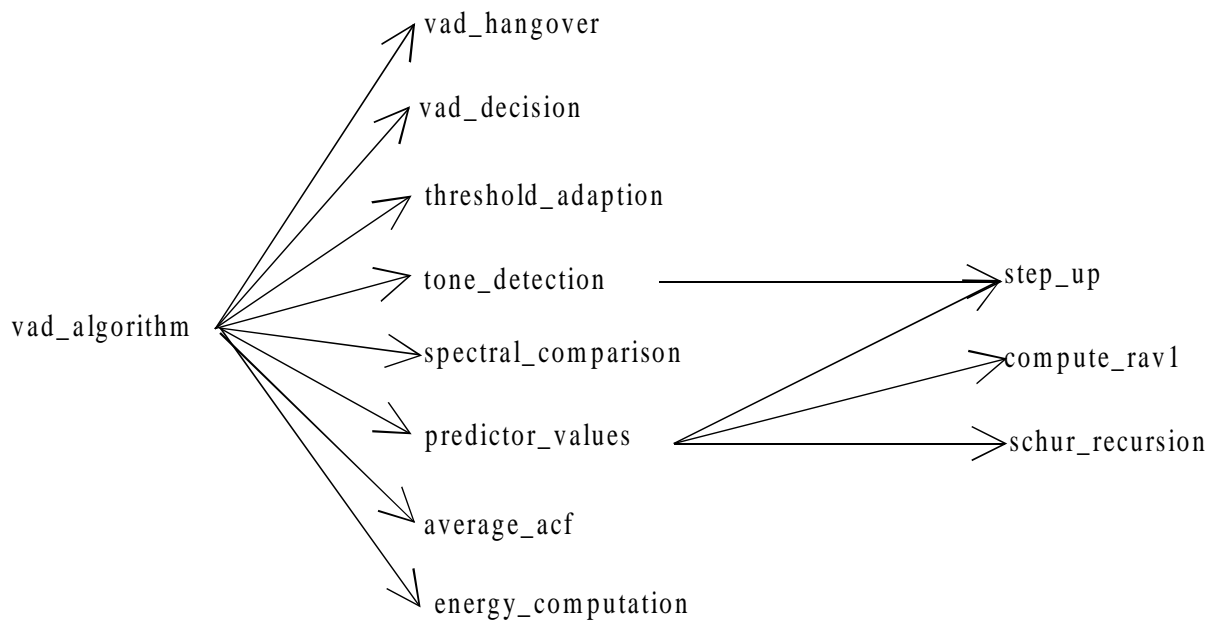 vad_hangover
vad_decision
threshold_adaption
tone_detection
step_up
vad_algorithm
spectral_comparison
compute_rav1
predictor_values
schur_recursion
average_acf
energy_computation